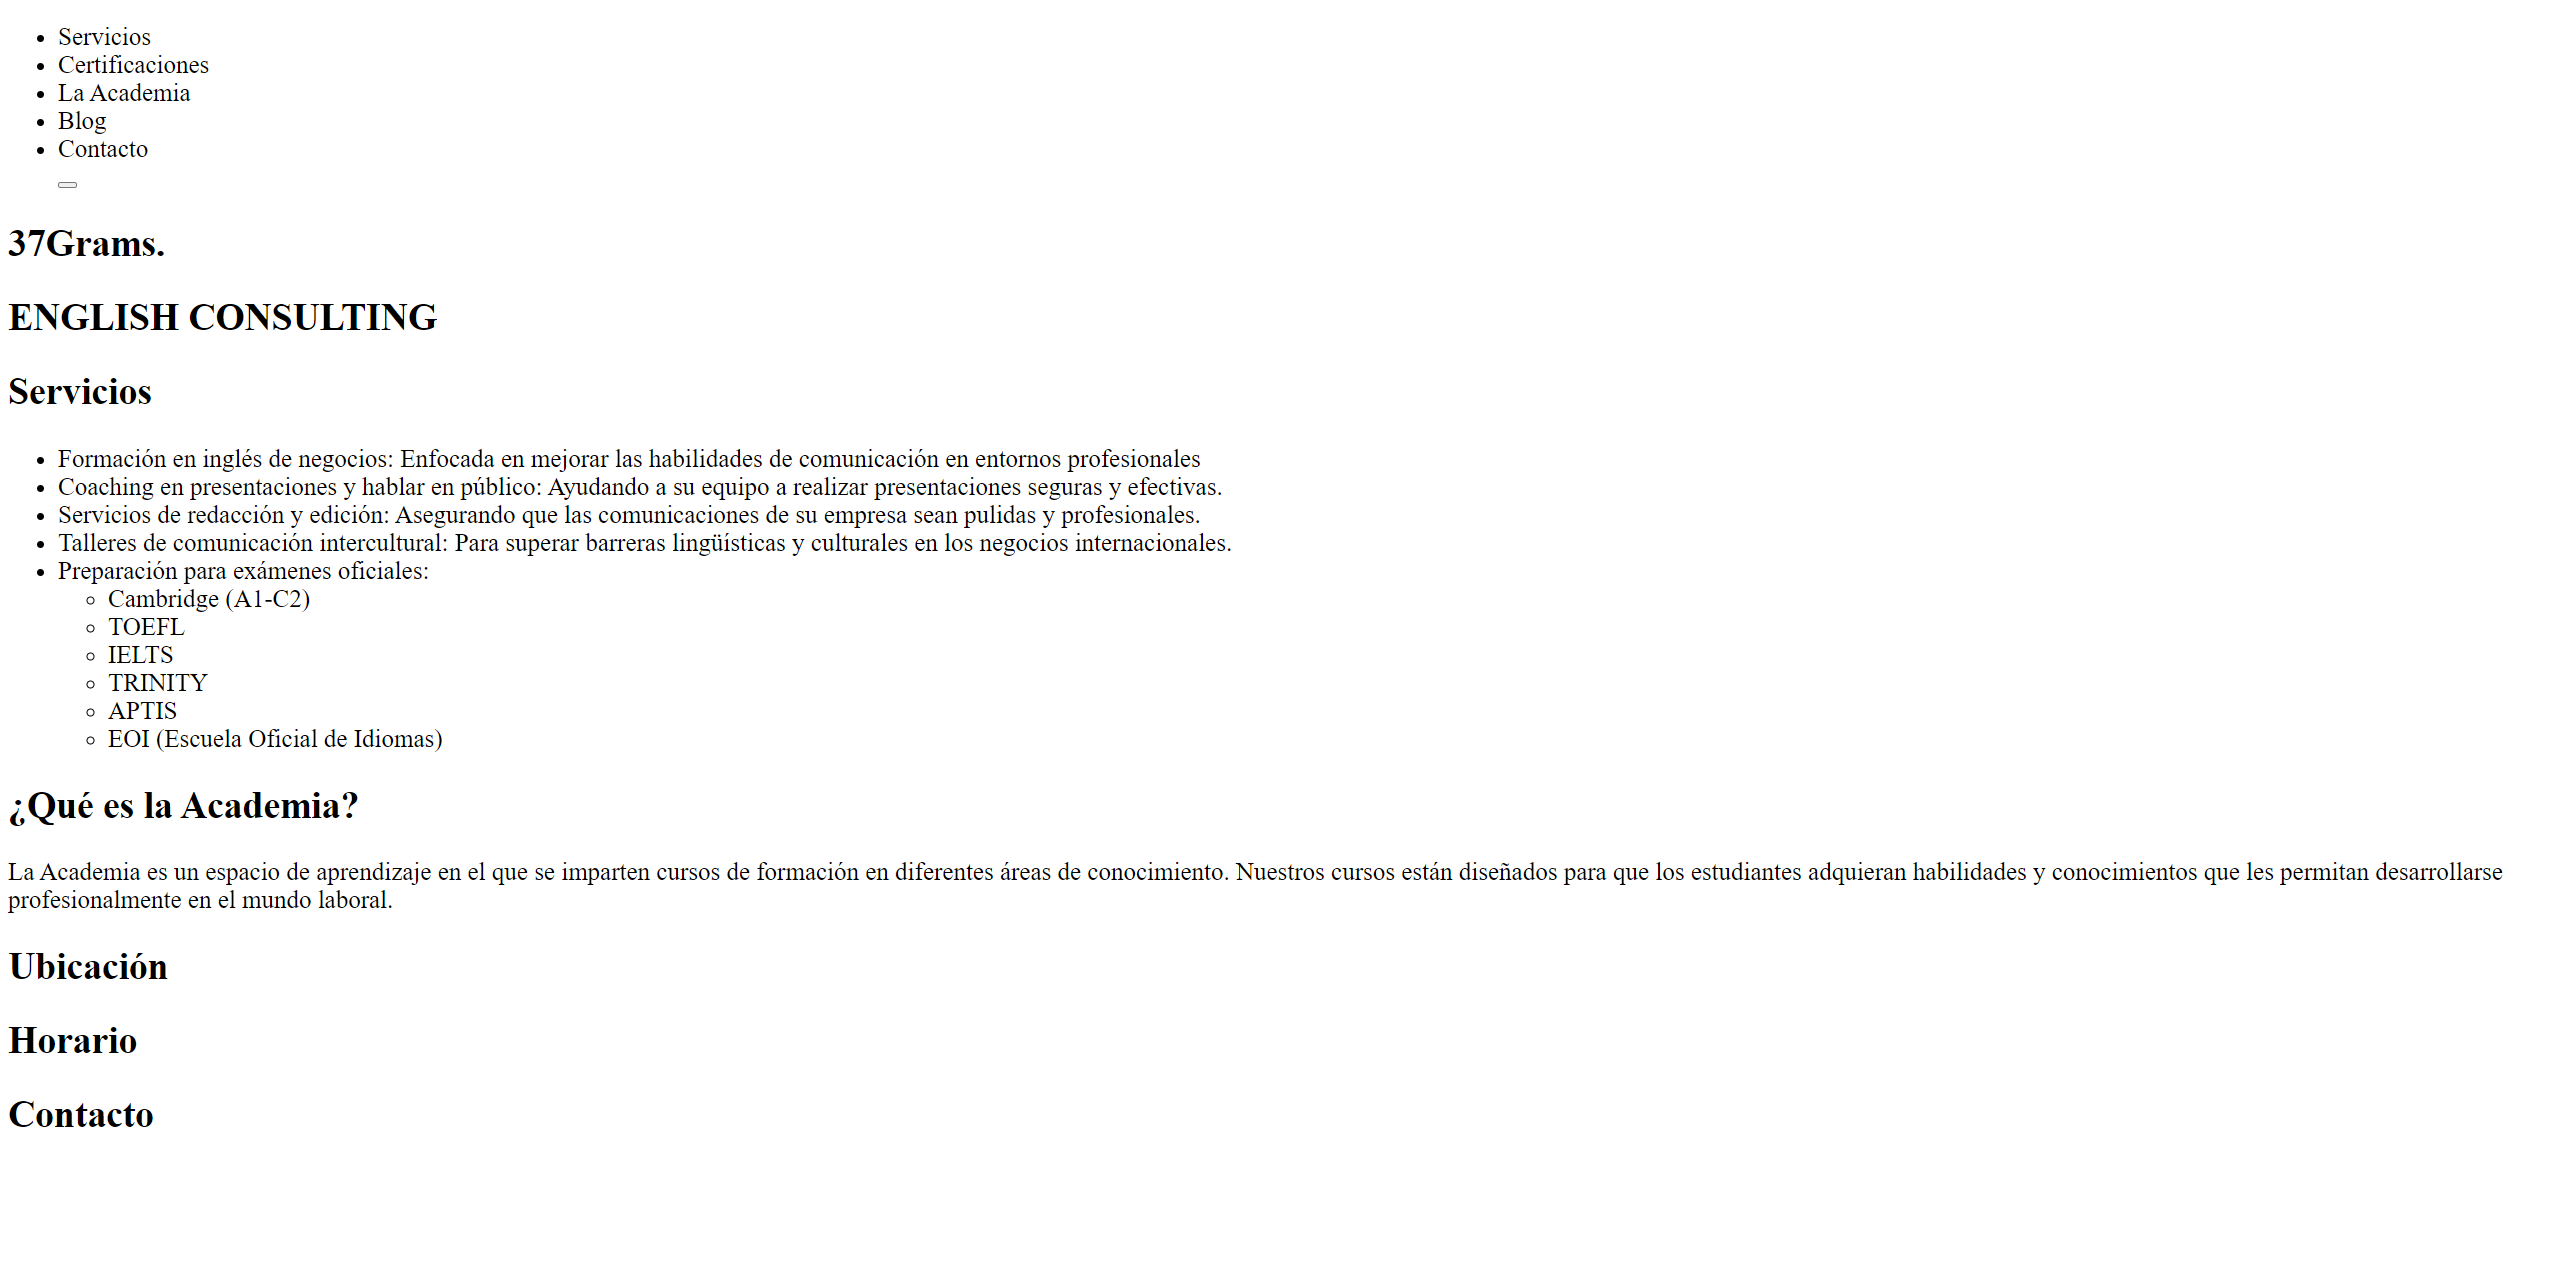 Servicios
Certificaciones
La Academia
Blog
Contacto
37Grams.
ENGLISH CONSULTING
Servicios
Formación en inglés de negocios: Enfocada en mejorar las habilidades de comunicación en entornos profesionales
Coaching en presentaciones y hablar en público: Ayudando a su equipo a realizar presentaciones seguras y efectivas.
Servicios de redacción y edición: Asegurando que las comunicaciones de su empresa sean pulidas y profesionales.
Talleres de comunicación intercultural: Para superar barreras lingüísticas y culturales en los negocios internacionales.
Preparación para exámenes oficiales:
Cambridge (A1-C2)
TOEFL
IELTS
TRINITY
APTIS
EOI (Escuela Oficial de Idiomas)
¿Qué es la Academia?
La Academia es un espacio de aprendizaje en el que se imparten cursos de formación en diferentes áreas de conocimiento. Nuestros cursos están diseñados para que los estudiantes adquieran habilidades y conocimientos que les permitan desarrollarse
profesionalmente en el mundo laboral.
Ubicación
Horario
Contacto